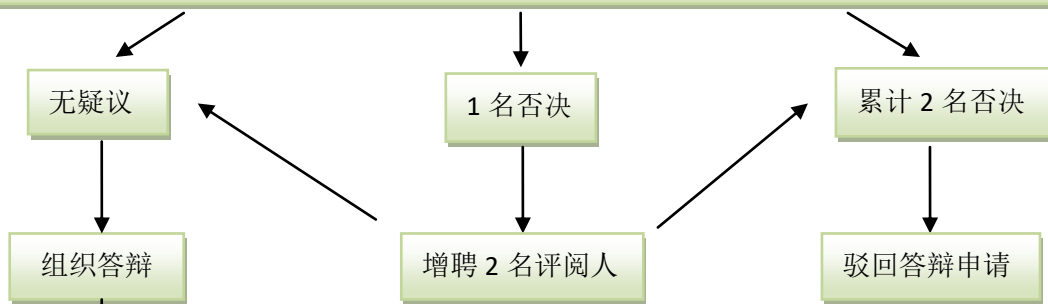 无疑议
1 名否决
累计 2 名否决
组织答辩
增聘 2 名评阅人
驳回答辩申请